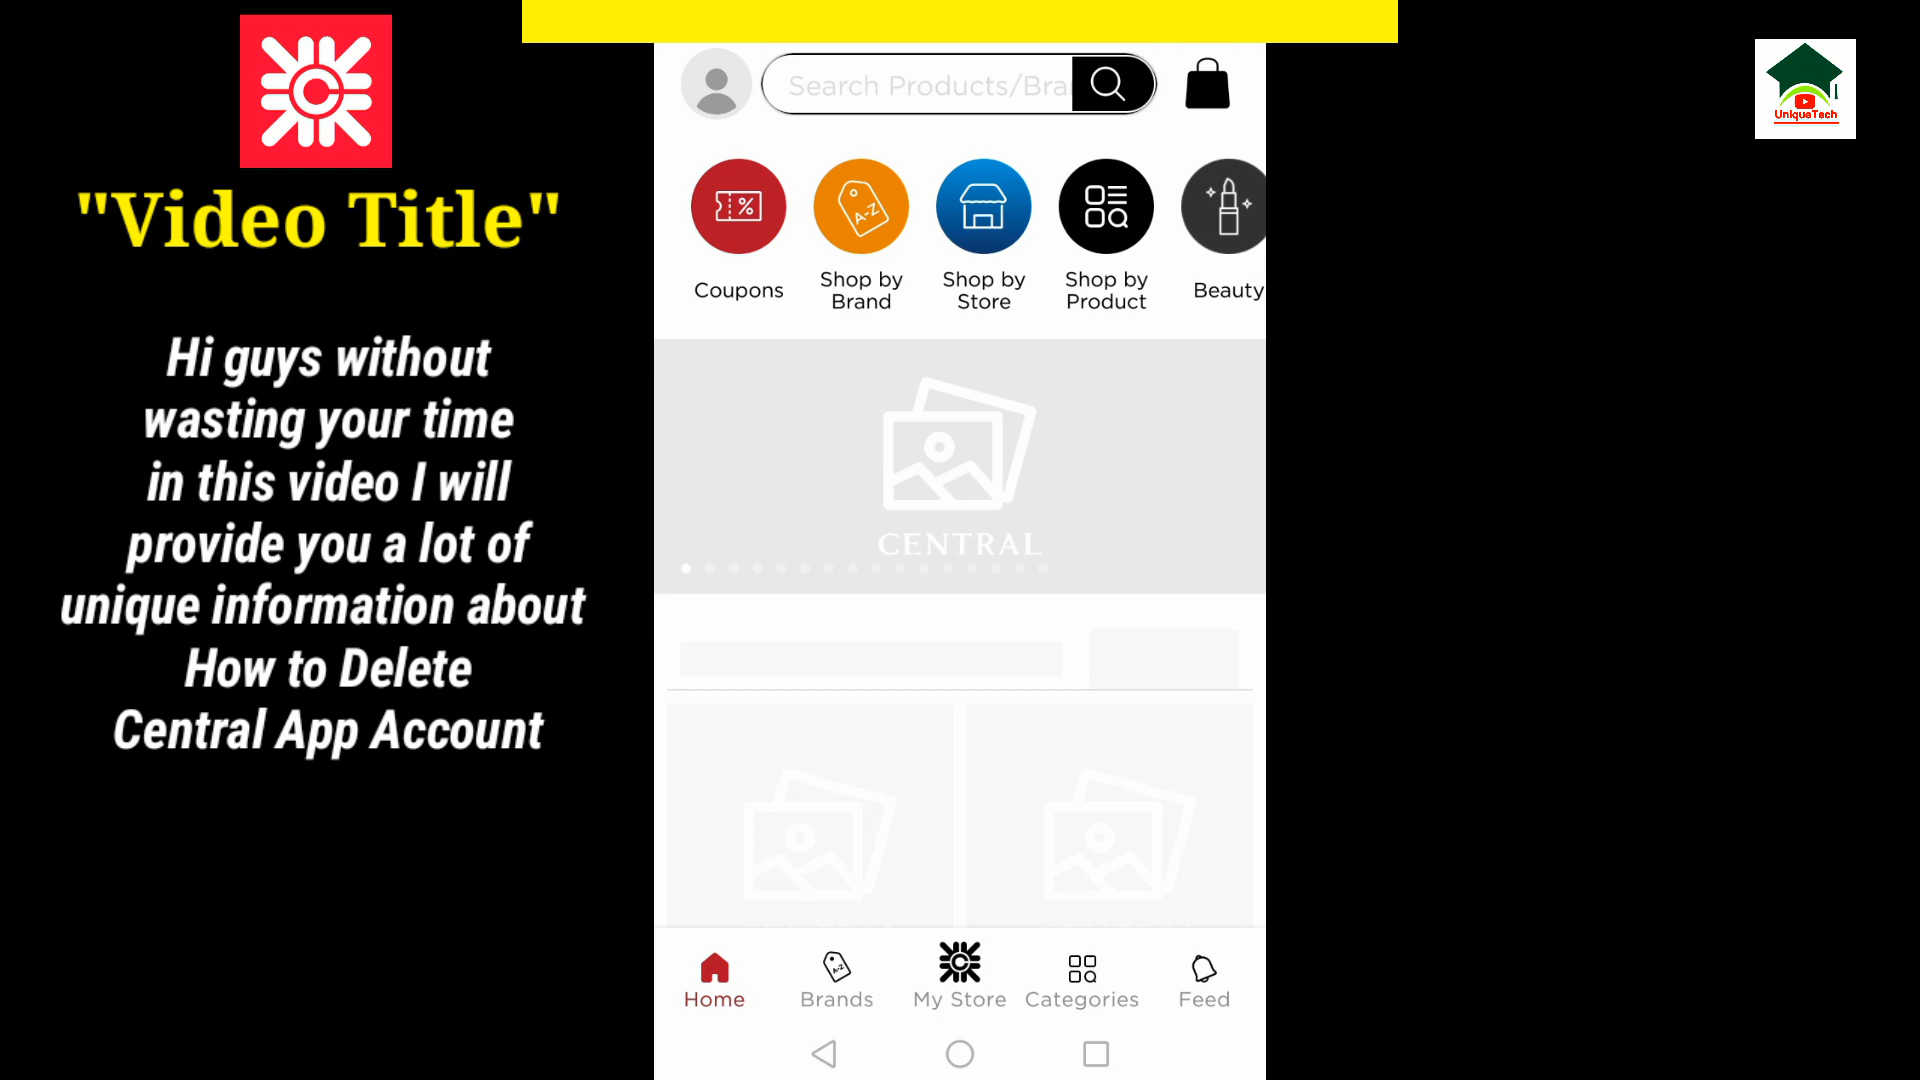 "Video Title"
Hi guys without
wasting your time
in this video I will
provide you a lot of
unique information about
How to Delete
Central App Account
Search Products/Bra
%
A-Z
Coupons
Shop by
Brand
Shop by
Store
Shop by
Product
Beauty
CENTRAL
A-Z
Home
Brands
My Store
Categories
Feed
UniqueTech